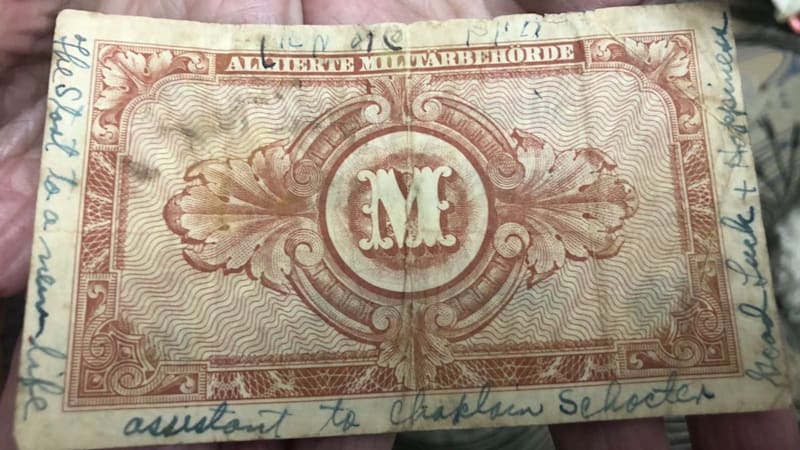 ALLIIERTE MILITÄRBEHÖRDE
the Start to a new life
M
Good Luck + Happiness
assistant to chaplain Schacter